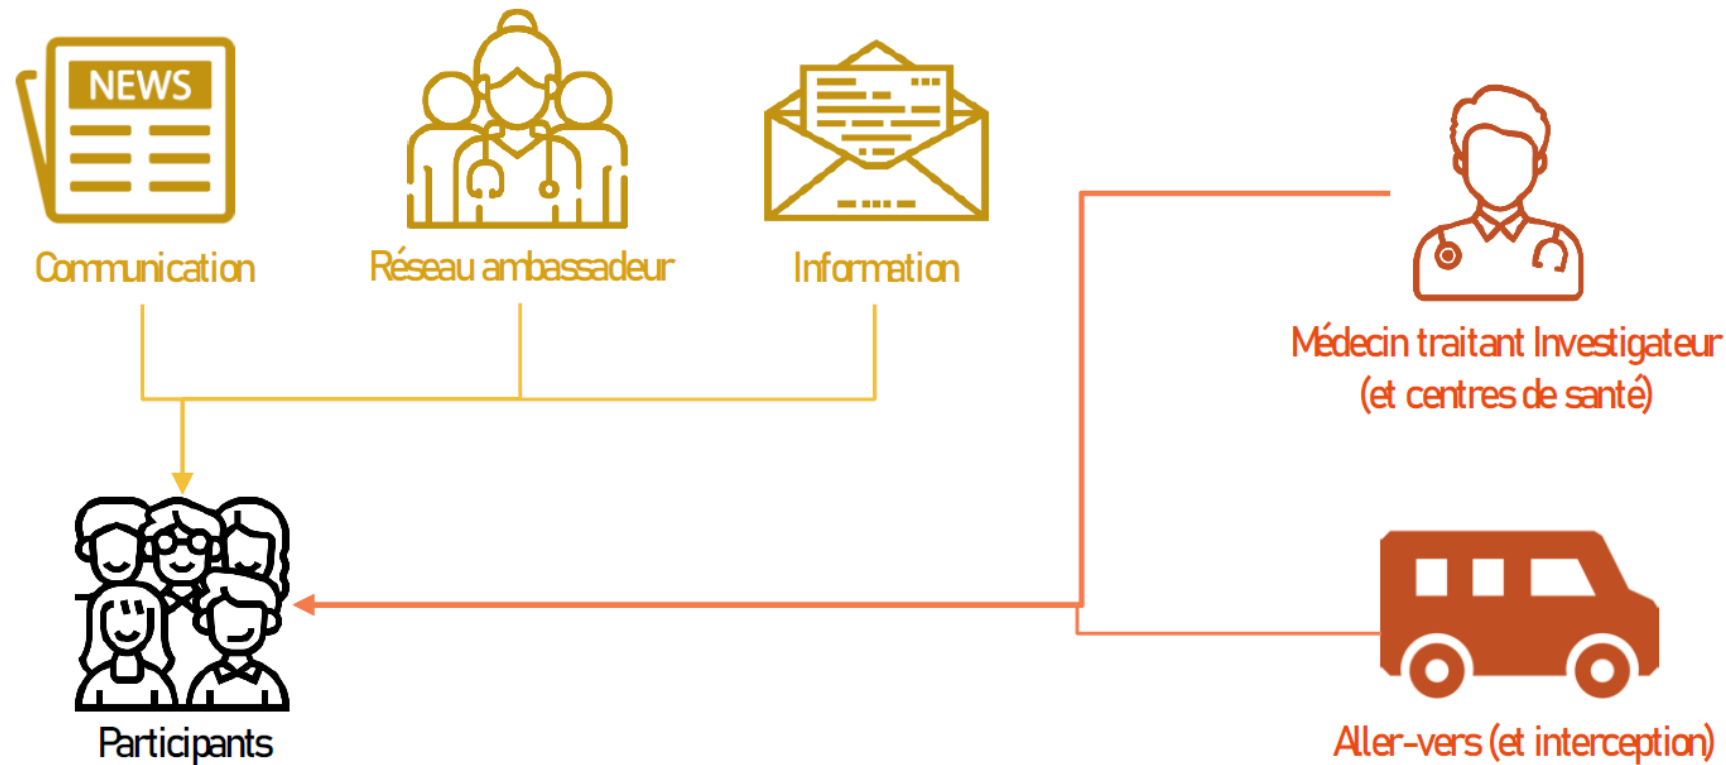 NEWS
Communication
Réseau ambassadeur
Information
Médecin traitant Investigateur
(et centres de santé)
Participants
Aller-vers (et interception)